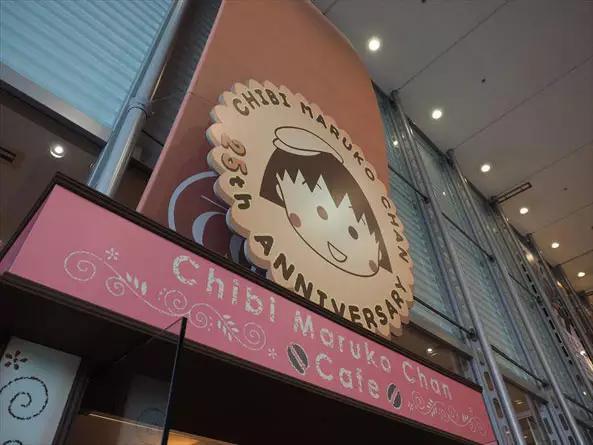 CHIBI MARUKO CHAN
25th ANNIVERSARY
Chibi Maruko Chan
Cafe